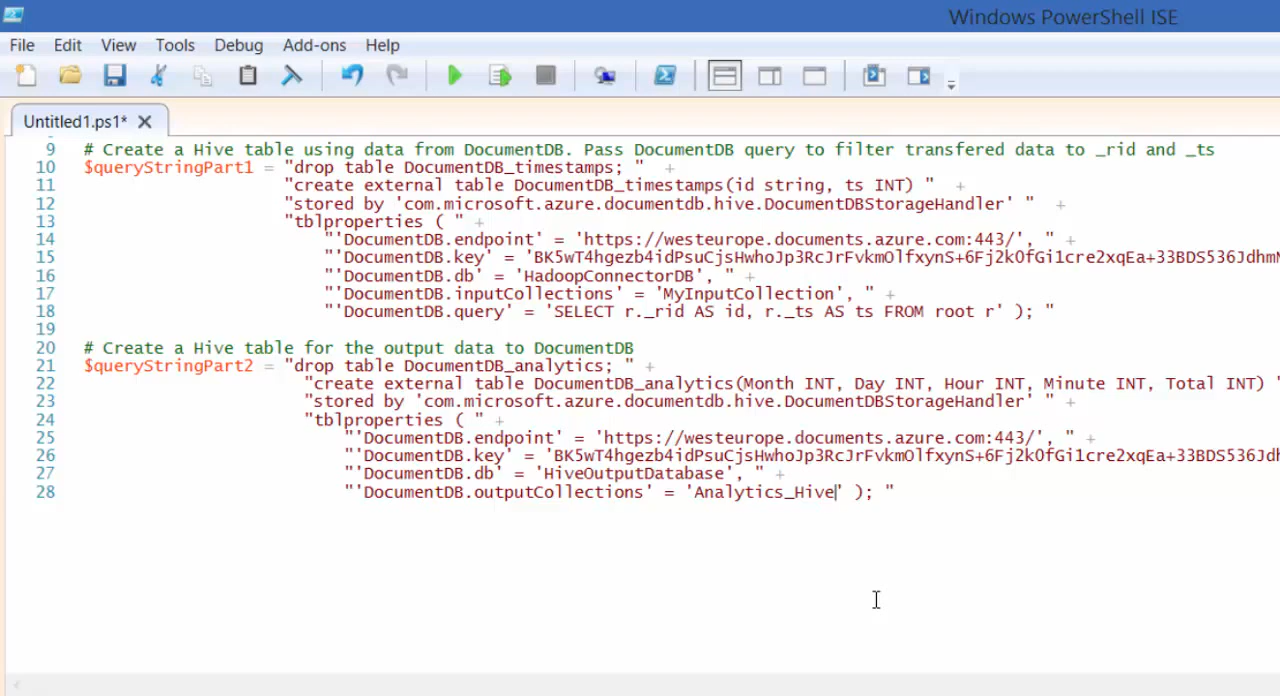 Windows PowerShell ISE
File Edit View Tools Debug Add-ons Help
Untitled1.ps1* X
9 # Create a Hive table using data from DocumentDB. Pass DocumentDB query to filter transfered data to _rid and _ts
10 $queryStringPart1 = "drop table DocumentDB_timestamps; " +
11 "create external table DocumentDB_timestamps(id string, ts INT) " +
12 "stored by 'com.microsoft.azure.documentdb.hive.DocumentDBStorageHandler' " +
13 "tblproperties ( " +
14 "'DocumentDB.endpoint' = 'https://westeurope.documents.azure.com:443/', " +
15 "'DocumentDB.key' =
16 "'DocumentDB.db' = 'HadoopConnectorDB', " +
17 "'DocumentDB.inputCollections' = 'MyInputCollection', " +
18 "'DocumentDB.query' = 'SELECT r._rid AS id, r._ts AS ts FROM root r' ); "
19
20 # Create a Hive table for the output data to DocumentDB
21 $queryStringPart2 = "drop table DocumentDB_analytics; " +
22 "create external table DocumentDB_analytics(Month INT, Day INT, Hour INT, Minute INT, Total INT) "
23 "stored by 'com.microsoft.azure.documentdb.hive.DocumentDBStorageHandler' " +
24 "tblproperties ( " +
25 "'DocumentDB.endpoint' = 'https://westeurope.documents.azure.com:443/', " +
26 "'DocumentDB.key' =
27 "'DocumentDB.db' = 'HiveOutputDatabase', " +
28 "'DocumentDB.outputCollections' = 'Analytics_Hive' ); "